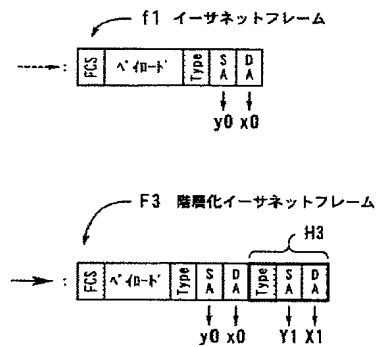 f1 イーサネットフレーム
FCS ペイロード Type SA DA
y0 x0
F3 階層化イーサネットフレーム
H3
FCS ペイロード Type SA DA Type SA DA
y0 x0 Y1 X1